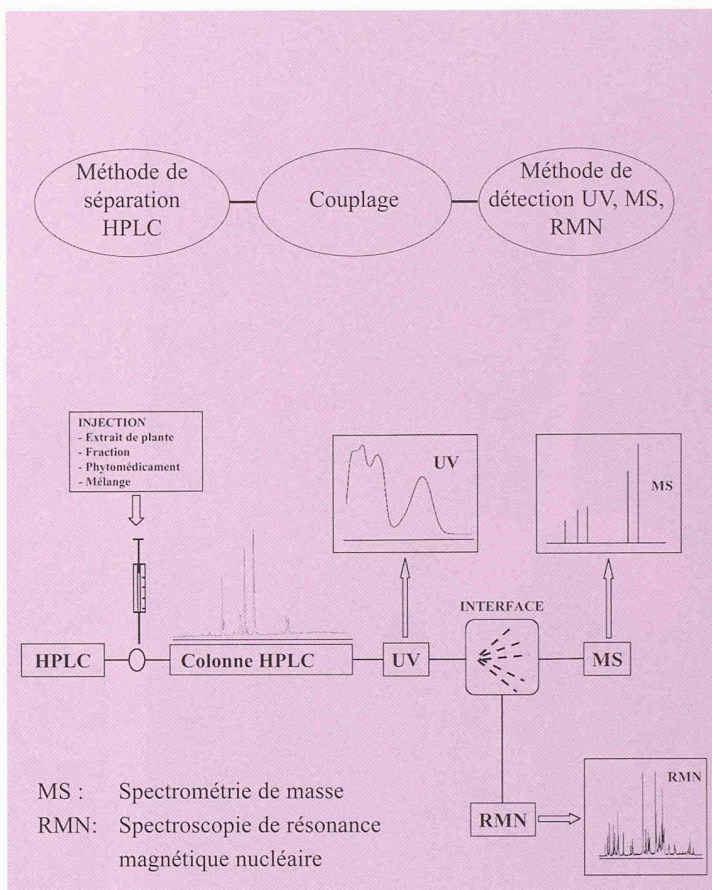 Méthode de
séparation
HPLC
Couplage
Méthode de
détection UV, MS,
RMN
INJECTION
- Extrait de plante
- Fraction
- Phytomédicament
- Mélange
UV
MS
INTERFACE
HPLC
Colonne HPLC
UV
MS
RMN
RMN
MS : Spectrométrie de masse
RMN: Spectroscopie de résonance
magnétique nucléaire